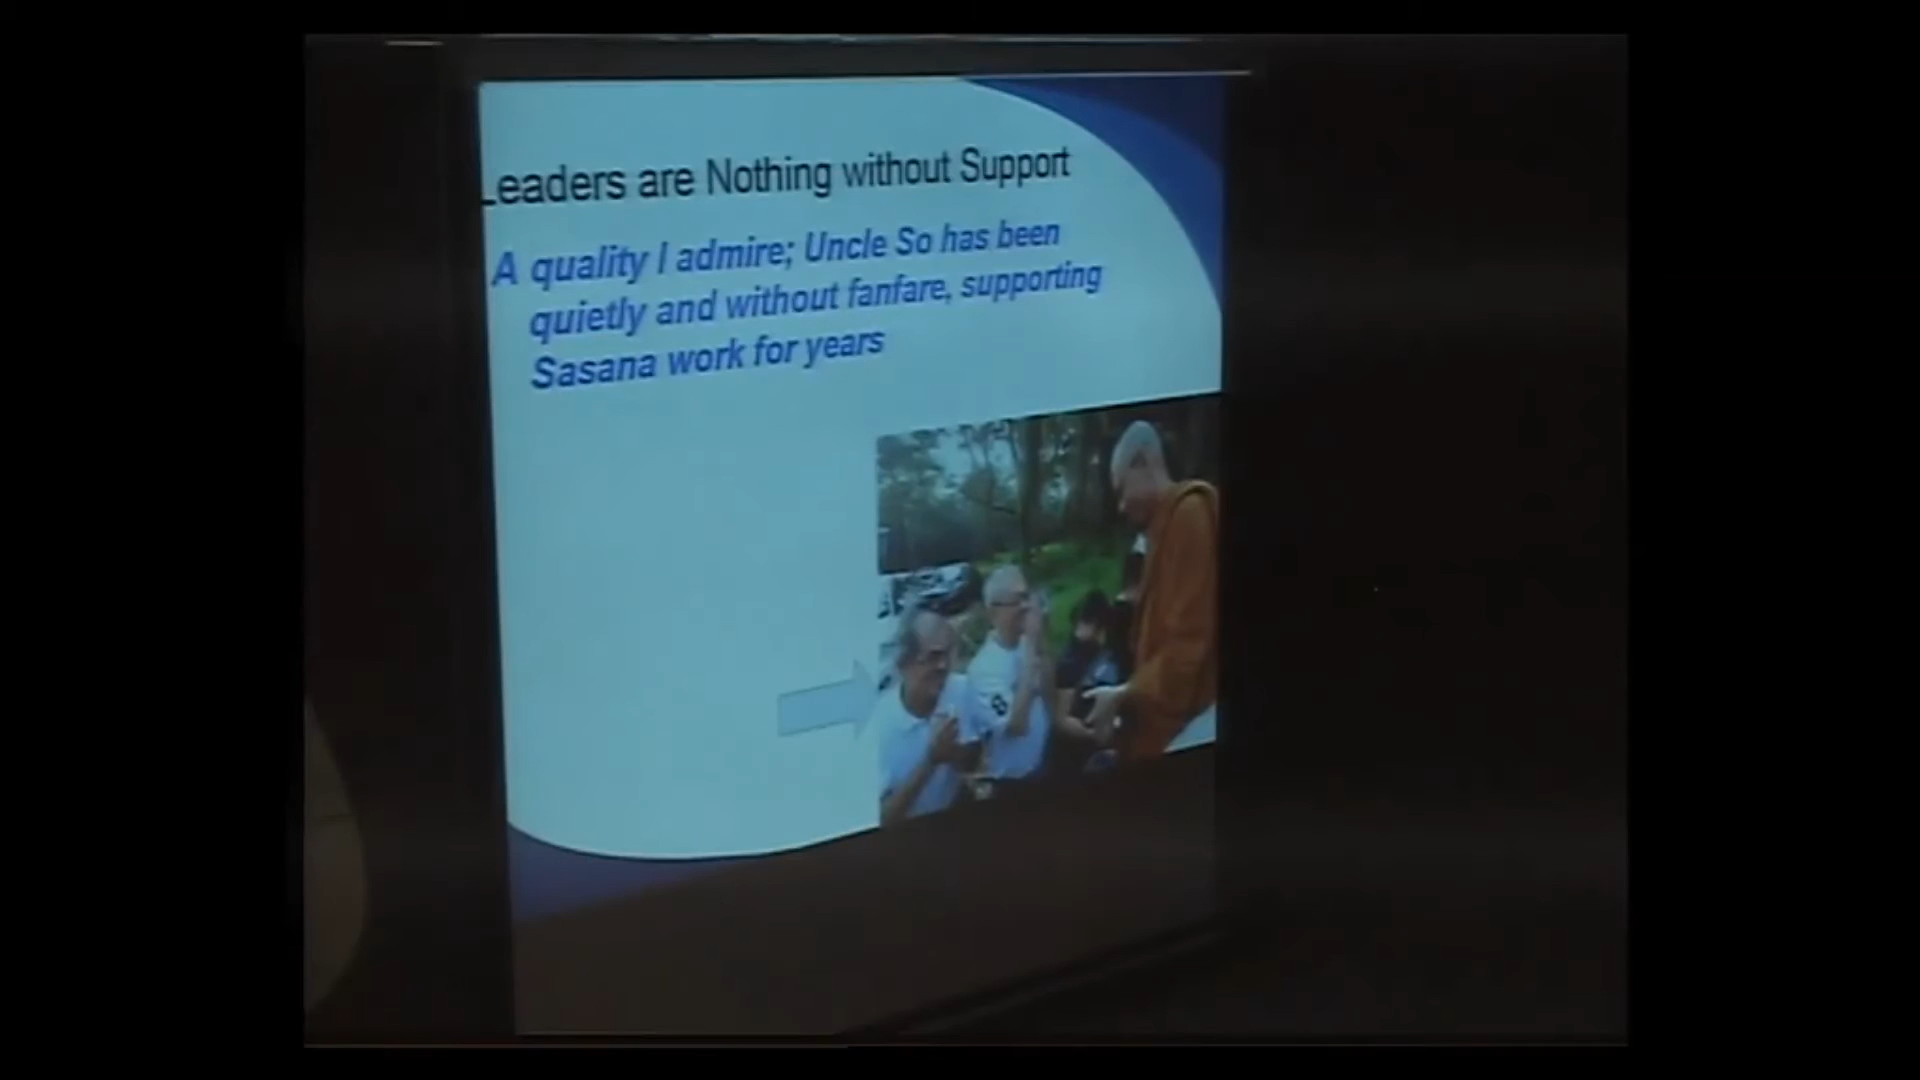 Leaders are Nothing without Support
A quality I admire; Uncle So has been
quietly and without fanfare, supporting
Sasana work for years